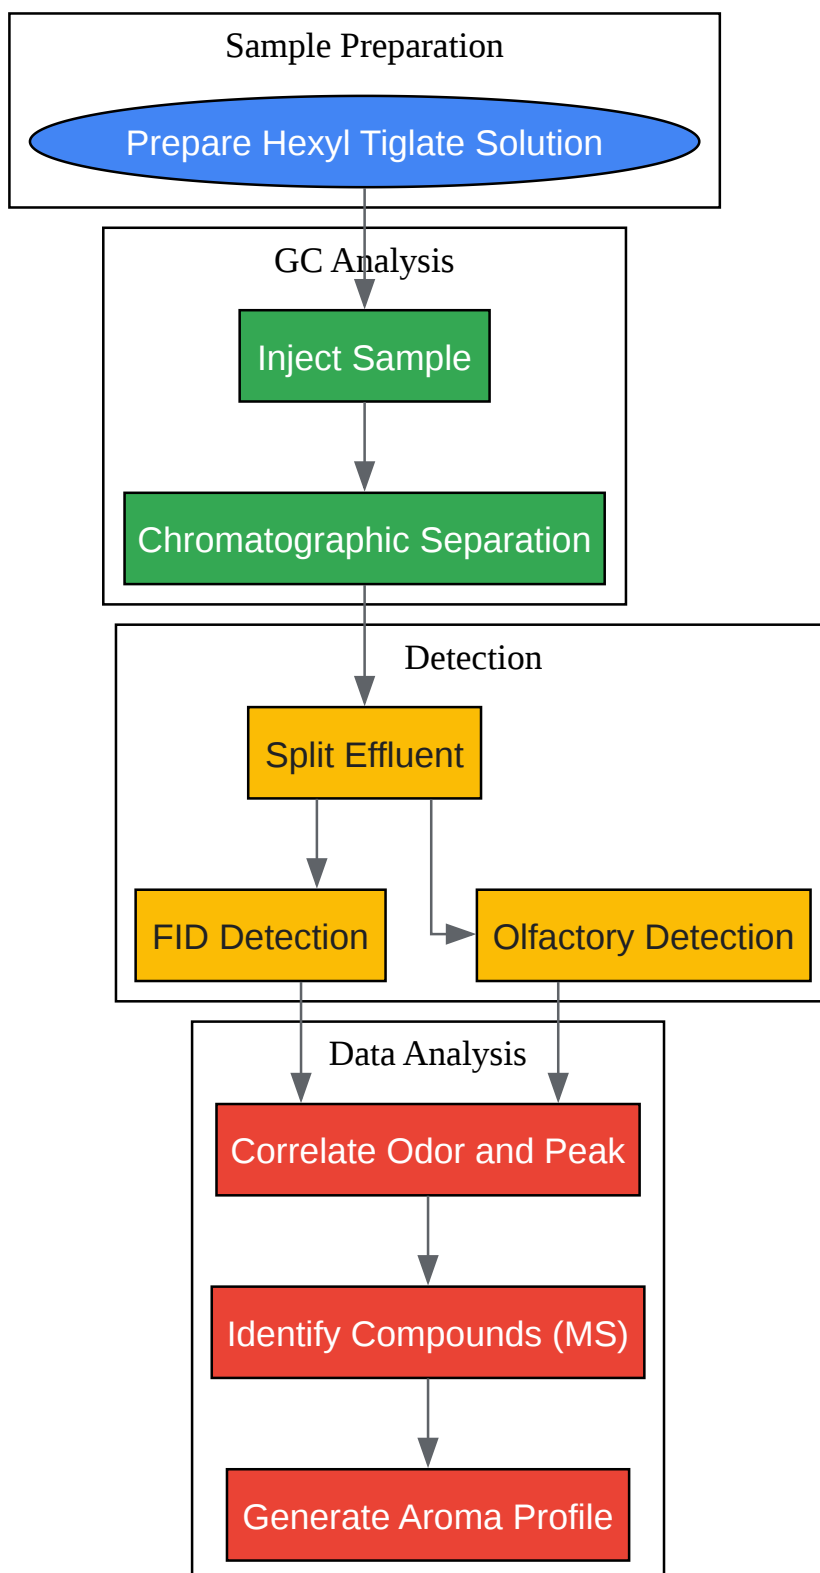 Sample Preparation
Prepare Hexyl Tiglate Solution
GC Analysis
Inject Sample
Chromatographic Separation
Detection
Split Effluent
FID Detection
Olfactory Detection
Data Analysis
Correlate Odor and Peak
Identify Compounds (MS)
Generate Aroma Profile